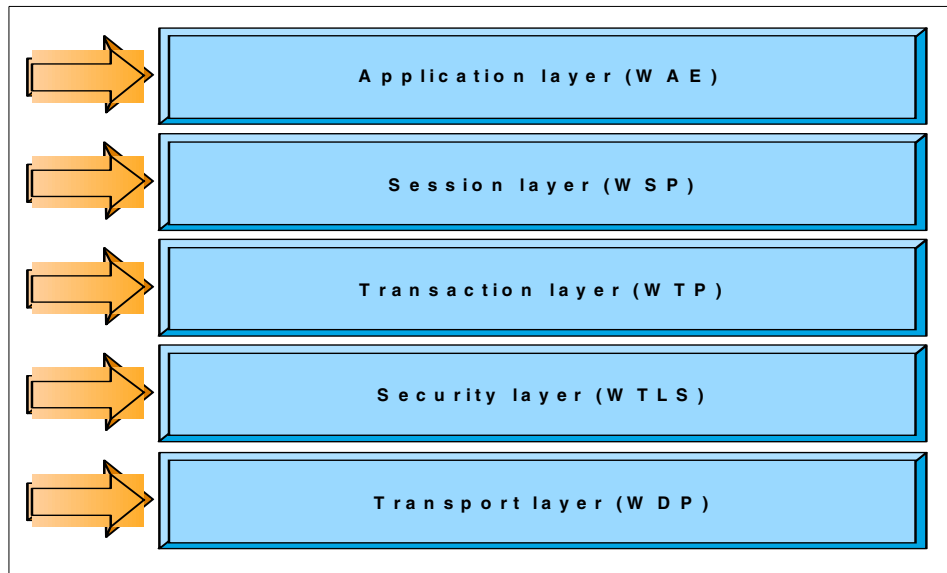 Application layer (WAE)
Session layer (WSP)
Transaction layer (WTP)
Security layer (WTLS)
Transport layer (WDP)